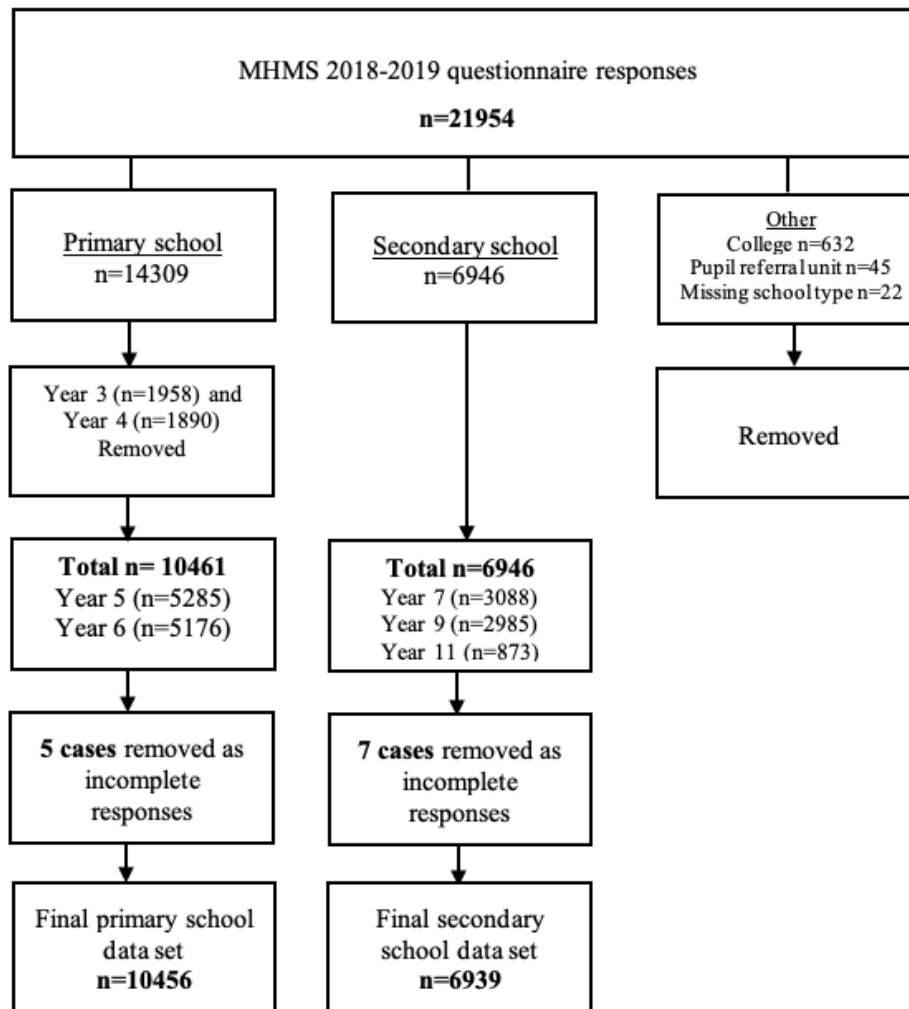 MHMS 2018-2019 questionnaire responses
n=21954
Primary school
n=14309
Secondary school
n=6946
Other
College n=632
Pupil referral unit n=45
Missing school type n=22
Year 3 (n=1958) and
Year 4 (n=1890)
Removed
Removed
Total n= 10461
Year 5 (n=5285)
Year 6 (n=5176)
Total n=6946
Year 7 (n=3088)
Year 9 (n=2985)
Year 11 (n=873)
5 cases removed as
incomplete
responses
7 cases removed as
incomplete
responses
Final primary school
data set
n=10456
Final secondary
school data set
n=6939